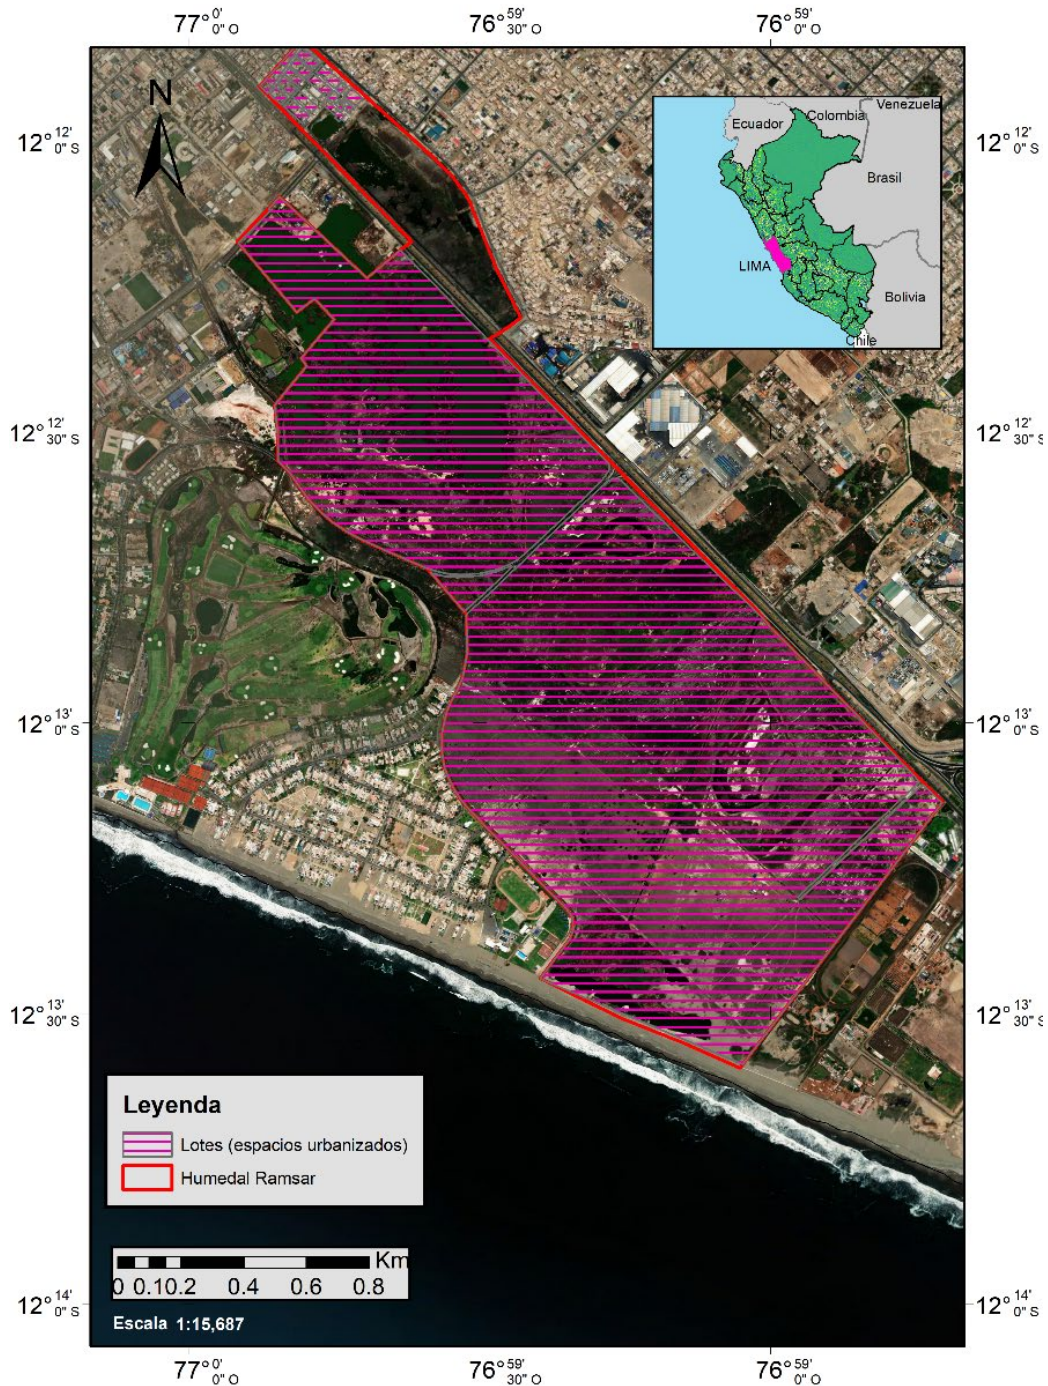 77° 0' 0" O
76° 59' 30" O
76° 59' 0" O
12° 12' 0" S
12° 12' 0" S
N
Venezuela
Colombia
Ecuador
Brasil
LIMA
Bolivia
Chile
12° 12' 30" S
12° 12' 30" S
12° 13' 0" S
12° 13' 0" S
12° 13' 30" S
12° 13' 30" S
Leyenda
Lotes (espacios urbanizados)
Humedal Ramsar
Km
0 0.10.2 0.4 0.6 0.8
Escala 1:15,687
12° 14' 0" S
12° 14' 0" S
77° 0' 0" O
76° 59' 30" O
76° 59' 0" O